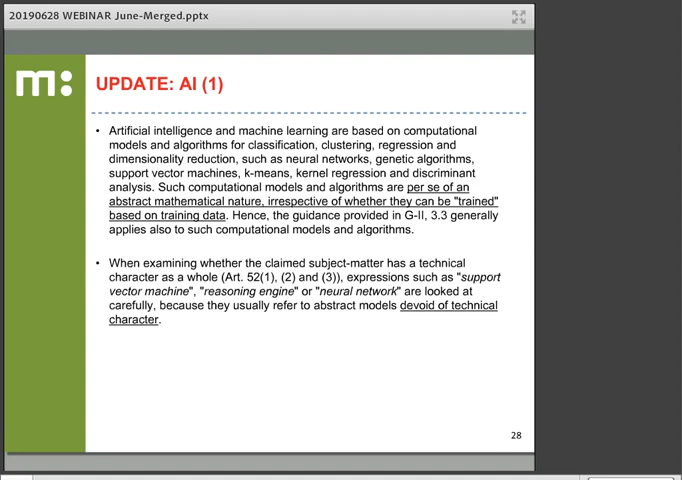 20190628 WEBINAR June-Merged.pptx
m:
UPDATE: AI (1)
• Artificial intelligence and machine learning are based on computational
models and algorithms for classification, clustering, regression and
dimensionality reduction, such as neural networks, genetic algorithms,
support vector machines, k-means, kernel regression and discriminant
analysis. Such computational models and algorithms are per se of an
abstract mathematical nature, irrespective of whether they can be "trained"
based on training data. Hence, the guidance provided in G-II, 3.3 generally
applies also to such computational models and algorithms.
• When examining whether the claimed subject-matter has a technical
character as a whole (Art. 52(1), (2) and (3)), expressions such as "support
vector machine", "reasoning engine" or "neural network" are looked at
carefully, because they usually refer to abstract models devoid of technical
character.
28